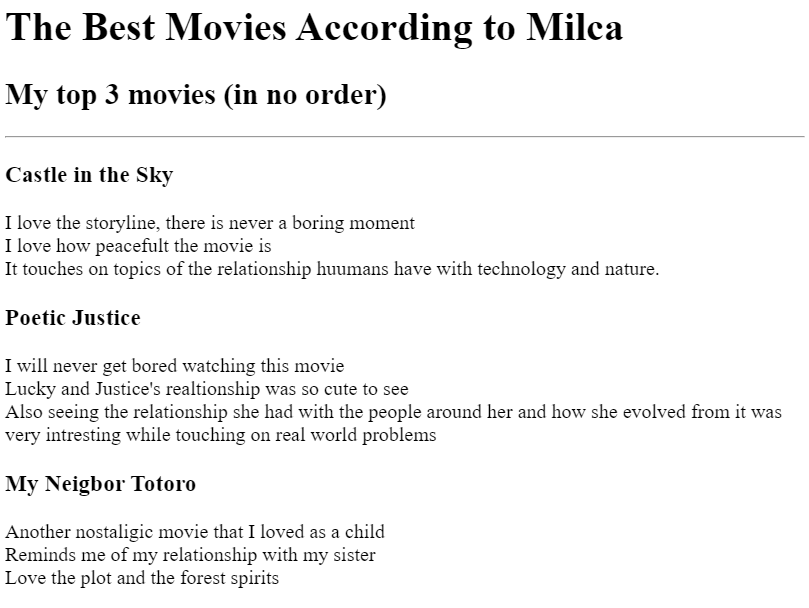 The Best Movies According to Milca
My top 3 movies (in no order)
Castle in the Sky
I love the storyline, there is never a boring moment
I love how peacefult the movie is
It touches on topics of the relationship huumans have with technology and nature.
Poetic Justice
I will never get bored watching this movie
Lucky and Justice's realtionship was so cute to see
Also seeing the relationship she had with the people around her and how she evolved from it was
very intresting while touching on real world problems
My Neigbor Totoro
Another nostaligic movie that I loved as a child
Reminds me of my relationship with my sister
Love the plot and the forest spirits